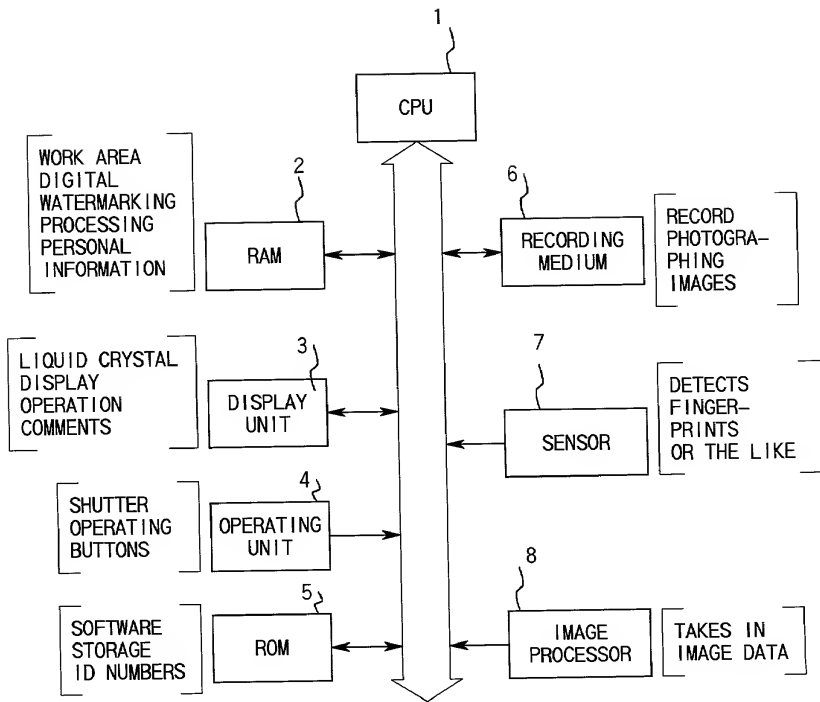 1
CPU
WORK AREA
DIGITAL
WATERMARKING
PROCESSING
PERSONAL
INFORMATION
2
RAM
6
RECORDING
MEDIUM
RECORD
PHOTOGRA-
PHING
IMAGES
LIQUID CRYSTAL
DISPLAY
OPERATION
COMMENTS
3
DISPLAY
UNIT
7
SENSOR
DETECTS
FINGER-
PRINTS
OR THE LIKE
SHUTTER
OPERATING
BUTTONS
4
OPERATING
UNIT
SOFTWARE
STORAGE
ID NUMBERS
5
ROM
8
IMAGE
PROCESSOR
TAKES IN
IMAGE DATA